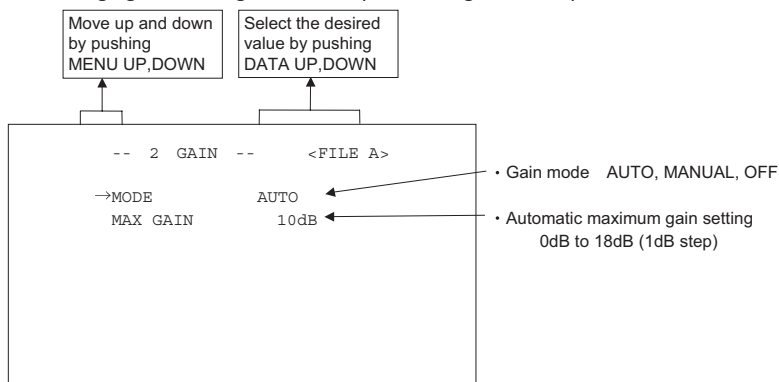 Move up and down
by pushing
MENU UP,DOWN
Select the desired
value by pushing
DATA UP,DOWN
-- 2 GAIN -- <FILE A>
→MODE AUTO
MAX GAIN 10dB
・Gain mode AUTO, MANUAL, OFF
・Automatic maximum gain setting
0dB to 18dB (1dB step)